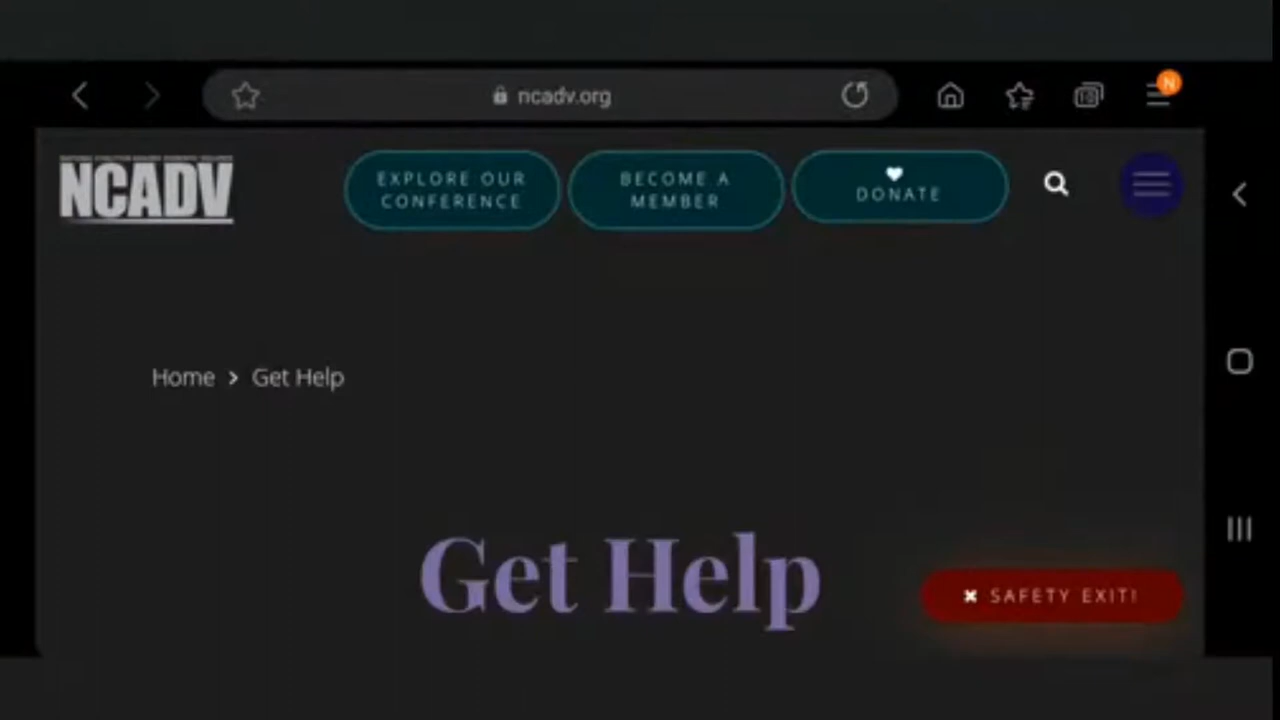 ncadv.org
N
NCADV
EXPLORE OUR
CONFERENCE
BECOME A
MEMBER
DONATE
Home > Get Help
Get Help
✖ SAFETY EXIT!